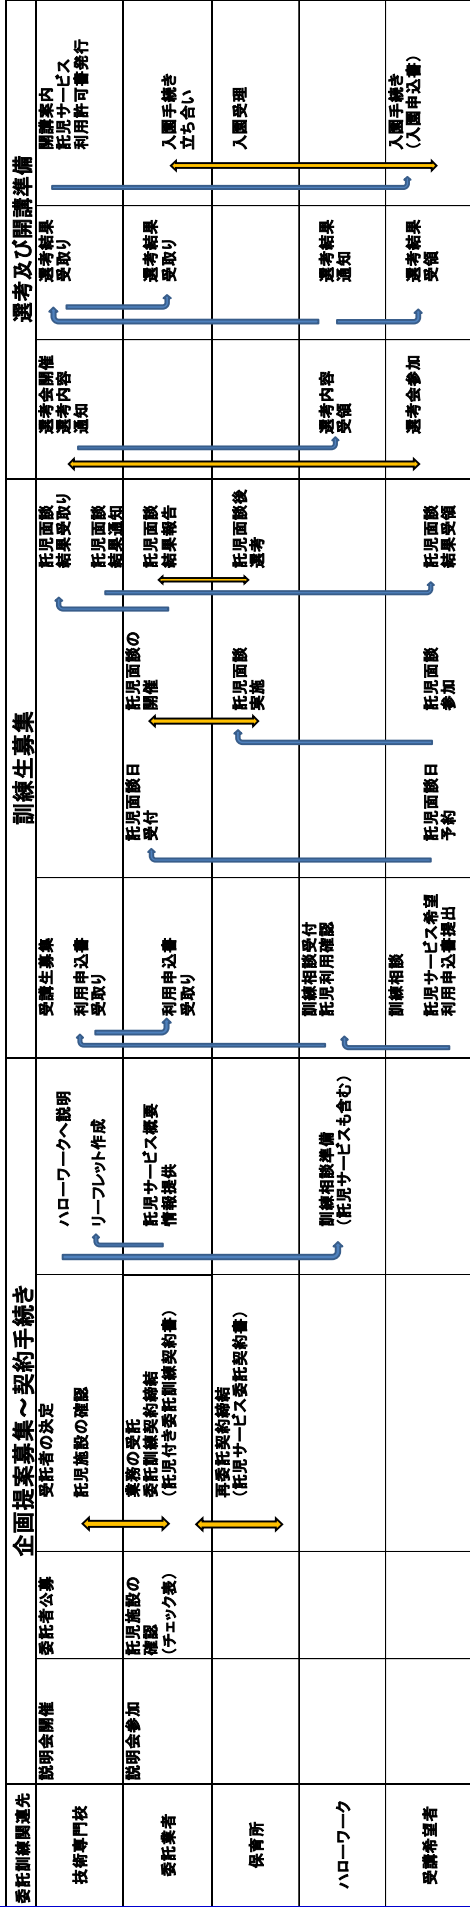 委託訓練関連先
企画提案募集～契約手続き
訓練生募集
選考及び開講準備
技術専門校
説明会開催
委託者公募
受託者の決定
託児施設の確認
ハローワークへ説明
リーフレット作成
受講生募集
利用申込書
受取り
託児面談
結果受取り
託児面談
結果通知
選考会開催
選考内容
通知
選考結果
受取り
開講案内
託児サービス
利用許可書発行
委託業者
説明会参加
託児施設の
確認
（チェック表）
業務の受託
委託訓練契約締結
（託児付き委託訓練契約書）
託児サービス概要
情報提供
利用申込書
受取り
託児面談日
受付
託児面談の
開催
託児面談
結果報告
選考結果
受取り
入園手続き
立ち合い
保育所
再委託契約締結
（託児サービス委託契約書）
託児面談
実施
託児面談後
選考
入園受理
ハローワーク
訓練相談準備
（託児サービスも含む）
訓練相談受付
託児利用確認
選考内容
受領
選考結果
通知
受講希望者
訓練相談
託児サービス希望
利用申込書提出
託児面談日
予約
託児面談
参加
託児面談
結果受領
選考会参加
選考結果
受領
入園手続き
（入園申込書）